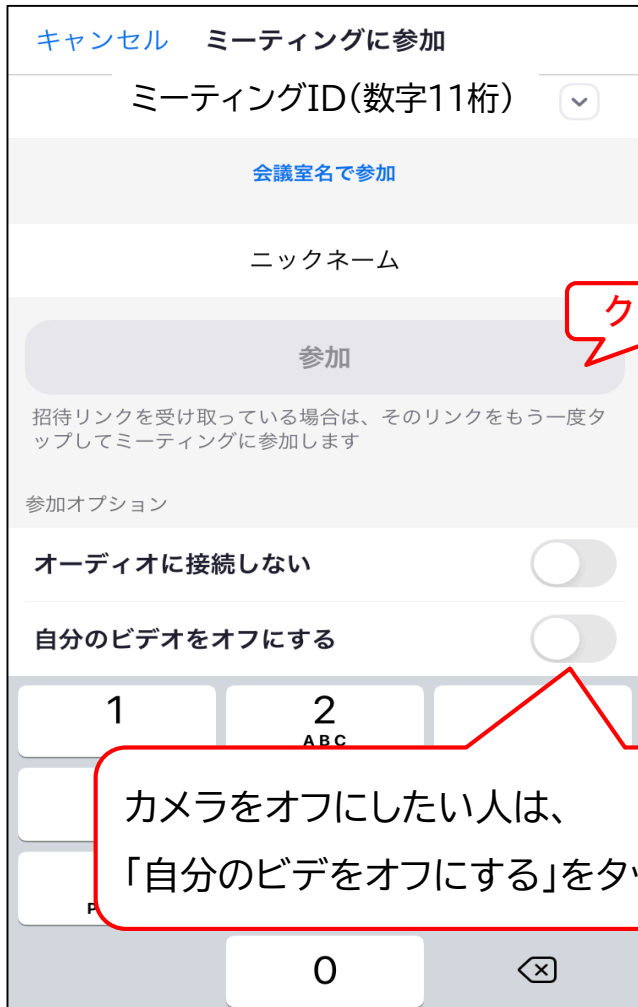 キャンセル ミーティングに参加
ミーティングID(数字11桁)
会議室名で参加
ニックネーム
ク
参加
招待リンクを受け取っている場合は、そのリンクをもう一度タ
ップしてミーティングに参加します
参加オプション
オーディオに接続しない
自分のビデオをオフにする
1 2
ABC
カメラをオフにしたい人は、
「自分のビデをオフにする」をタッ
P
0